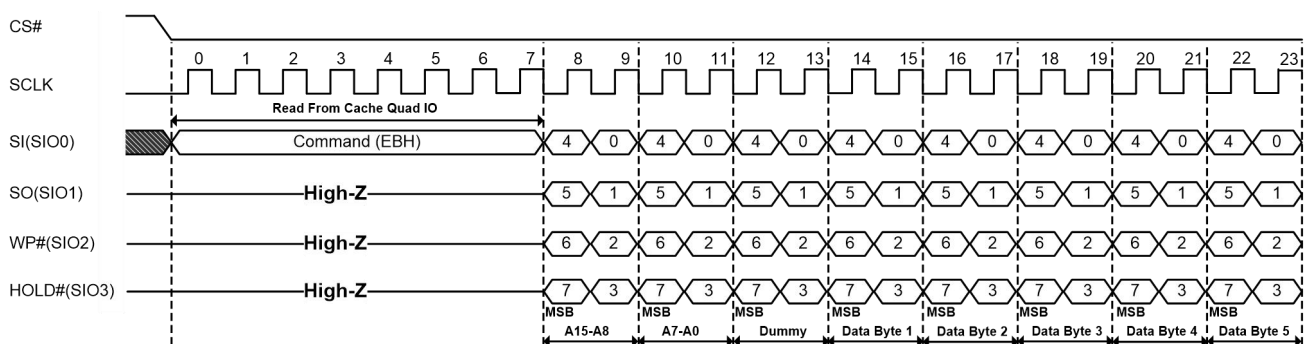 CS#
0 1 2 3 4 5 6 7 8 9 10 11 12 13 14 15 16 17 18 19 20 21 22 23
SCLK
Read From Cache Quad IO
SI(SIO0) Command (EBH) 4 0 4 0 4 0 4 0 4 0 4 0 4 0 4 0
SO(SIO1) High-Z 5 1 5 1 5 1 5 1 5 1 5 1 5 1 5 1
WP#(SIO2) High-Z 6 2 6 2 6 2 6 2 6 2 6 2 6 2 6 2
HOLD#(SIO3) High-Z 7 3 7 3 7 3 7 3 7 3 7 3 7 3 7 3
MSB MSB MSB MSB MSB MSB MSB MSB
A15-A8 A7-A0 Dummy Data Byte 1 Data Byte 2 Data Byte 3 Data Byte 4 Data Byte 5